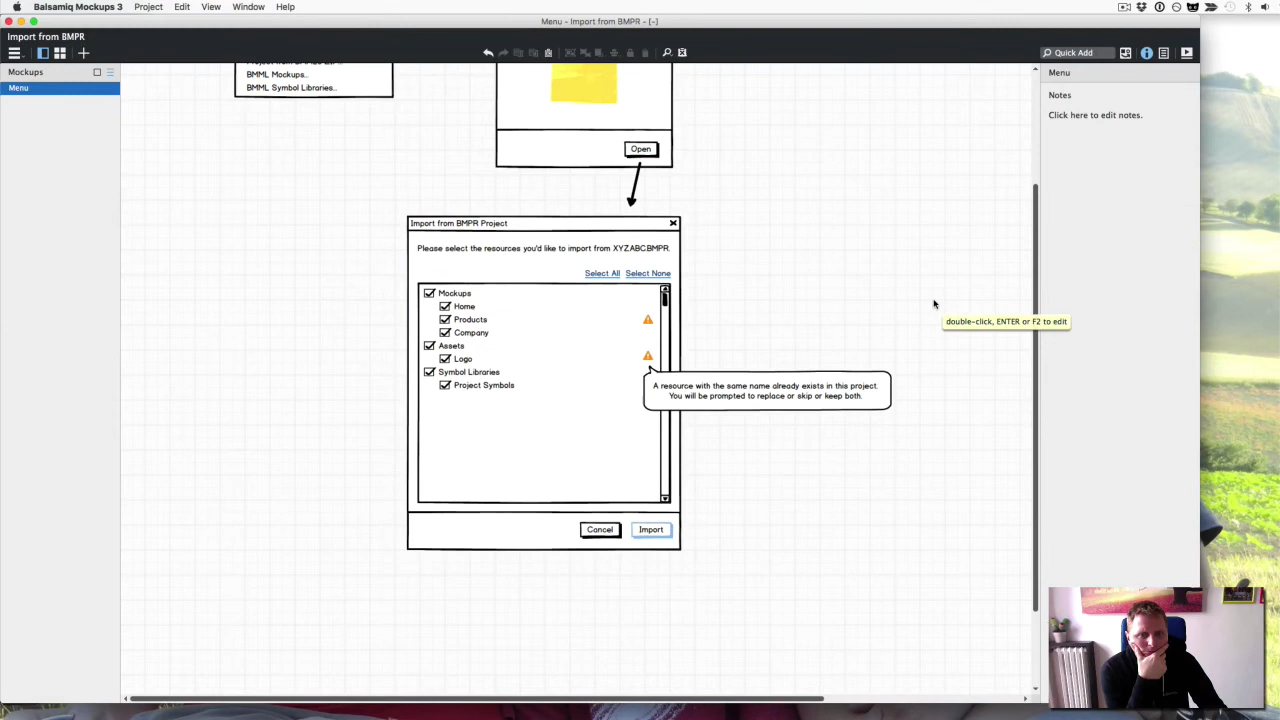 Balsamiq Mockups 3 Project Edit View Window Help
Menu - Import from BMPR - [~]
Import from BMPR
Quick Add
Mockups
Menu
Menu
Notes
Click here to edit notes.
BMML Mockups..
BMML Symbol Libraries..
Open
Import from BMPR Project
Please select the resources you'd like to import from XYZABC.BMPR.
Select All Select None
Mockups
Home
Products
Company
Assets
Logo
Symbol Libraries
Project Symbols
double-click, ENTER or F2 to edit
A resource with the same name already exists in this project.
You will be prompted to replace or skip or keep both.
Cancel Import